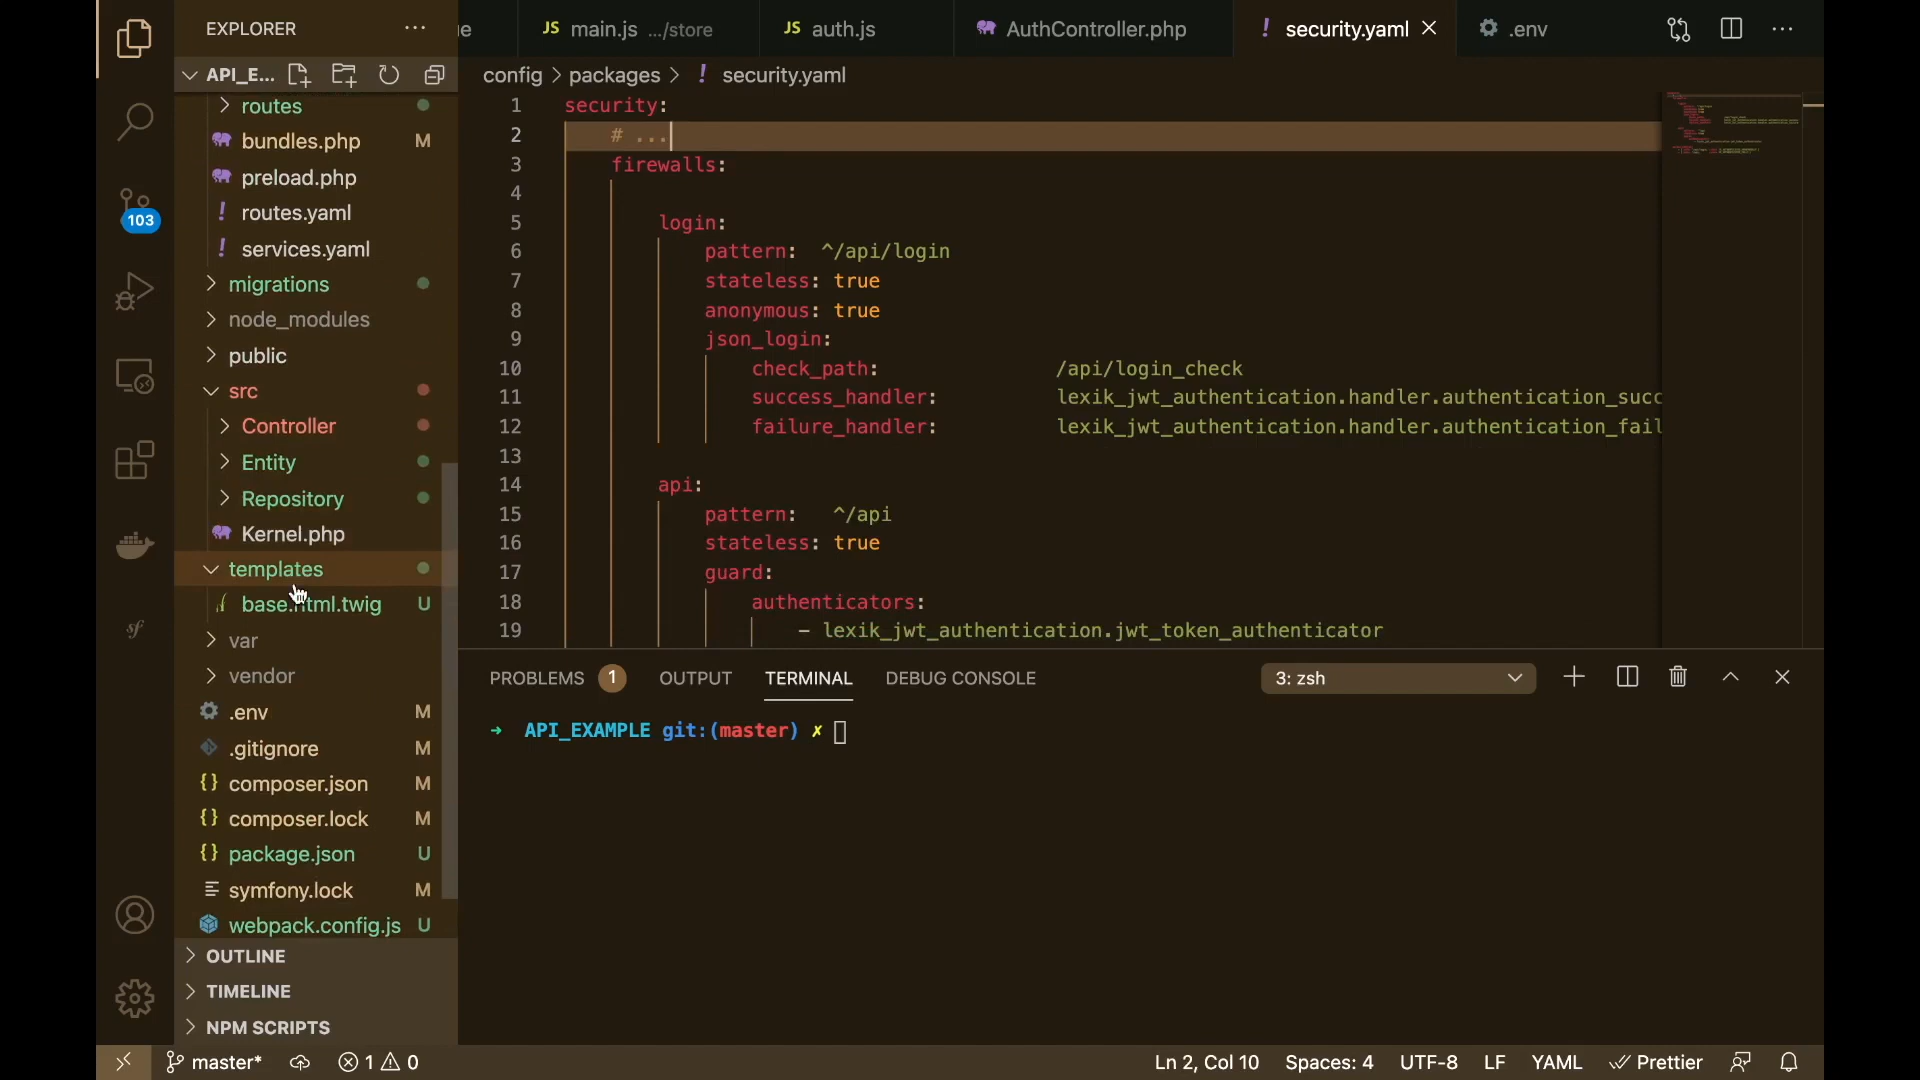 EXPLORER
ue
JS main.js .../store
JS auth.js
AuthController.php
! security.yaml
.env
API_E...
config > packages > ! security.yaml
routes
bundles.php M
preload.php
! routes.yaml
! services.yaml
migrations
node_modules
public
src
Controller
Entity
Repository
Kernel.php
templates
base.html.twig U
var
vendor
.env M
.gitignore M
{} composer.json M
{} composer.lock M
{} package.json U
symfony.lock M
webpack.config.js U
OUTLINE
TIMELINE
NPM SCRIPTS
103
sf
1 security:
2 # ...
3 firewalls:
4
5 login:
6 pattern: ^/api/login
7 stateless: true
8 anonymous: true
9 json_login:
10 check_path: /api/login_check
11 success_handler: lexik_jwt_authentication.handler.authentication_succ
12 failure_handler: lexik_jwt_authentication.handler.authentication_fail
13
14 api:
15 pattern: ^/api
16 stateless: true
17 guard:
18 authenticators:
19 - lexik_jwt_authentication.jwt_token_authenticator
PROBLEMS 1 OUTPUT TERMINAL DEBUG CONSOLE 3: zsh
→ API_EXAMPLE git:(master) ✗
master* 1 0 Ln 2, Col 10 Spaces: 4 UTF-8 LF YAML Prettier